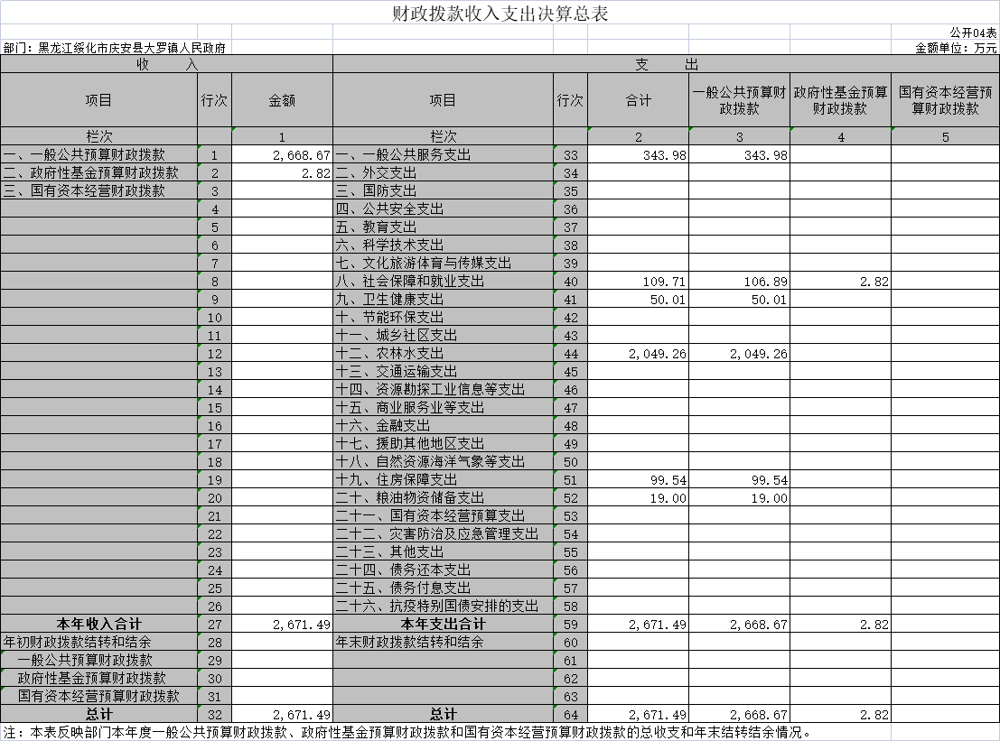 财政拨款收入支出决算总表
公开04表
部门：黑龙江绥化市庆安县大罗镇人民政府 金额单位：万元
收 入 支 出
项目 行次 金额 项目 行次 合计 一般公共预算财政拨款 政府性基金预算财政拨款 国有资本经营预算财政拨款
栏次 1 栏次 2 3 4 5
一、一般公共预算财政拨款 1 2,668.67 一、一般公共服务支出 33 343.98 343.98
二、政府性基金预算财政拨款 2 2.82 二、外交支出 34
三、国有资本经营财政拨款 3 三、国防支出 35
4 四、公共安全支出 36
5 五、教育支出 37
6 六、科学技术支出 38
7 七、文化旅游体育与传媒支出 39
8 八、社会保障和就业支出 40 109.71 106.89 2.82
9 九、卫生健康支出 41 50.01 50.01
10 十、节能环保支出 42
11 十一、城乡社区支出 43
12 十二、农林水支出 44 2,049.26 2,049.26
13 十三、交通运输支出 45
14 十四、资源勘探工业信息等支出 46
15 十五、商业服务业等支出 47
16 十六、金融支出 48
17 十七、援助其他地区支出 49
18 十八、自然资源海洋气象等支出 50
19 十九、住房保障支出 51 99.54 99.54
20 二十、粮油物资储备支出 52 19.00 19.00
21 二十一、国有资本经营预算支出 53
22 二十二、灾害防治及应急管理支出 54
23 二十三、其他支出 55
24 二十四、债务还本支出 56
25 二十五、债务付息支出 57
26 二十六、抗疫特别国债安排的支出 58
本年收入合计 27 2,671.49 本年支出合计 59 2,671.49 2,668.67 2.82
年初财政拨款结转和结余 28 年末财政拨款结转和结余 60
一般公共预算财政拨款 29 61
政府性基金预算财政拨款 30 62
国有资本经营预算财政拨款 31 63
总计 32 2,671.49 总计 64 2,671.49 2,668.67 2.82
注：本表反映部门本年度一般公共预算财政拨款、政府性基金预算财政拨款和国有资本经营预算财政拨款的总收支和年末结转结余情况。